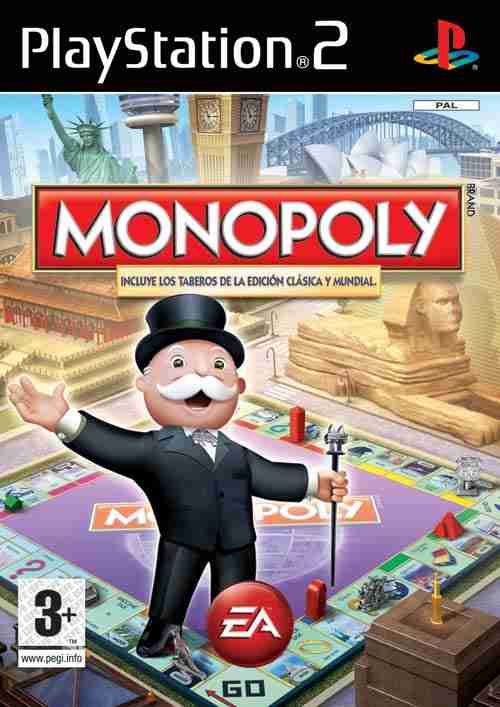 PlayStation®2
PAL
MONOPOLY
BRAND
INCLUYE LOS TABEROS DE LA EDICIÓN CLÁSICA Y MUNDIAL.
MONOPOLY
?
3+
TM
www.pegi.info
EA
GO